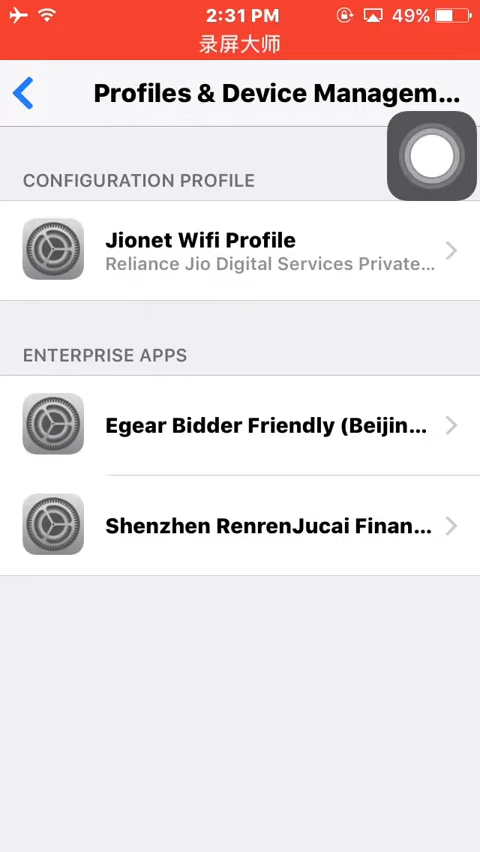 2:31 PM
49%
录屏大师
Profiles & Device Managem...
CONFIGURATION PROFILE
Jionet Wifi Profile
Reliance Jio Digital Services Private...
ENTERPRISE APPS
Egear Bidder Friendly (Beijin...
Shenzhen RenrenJucai Finan...